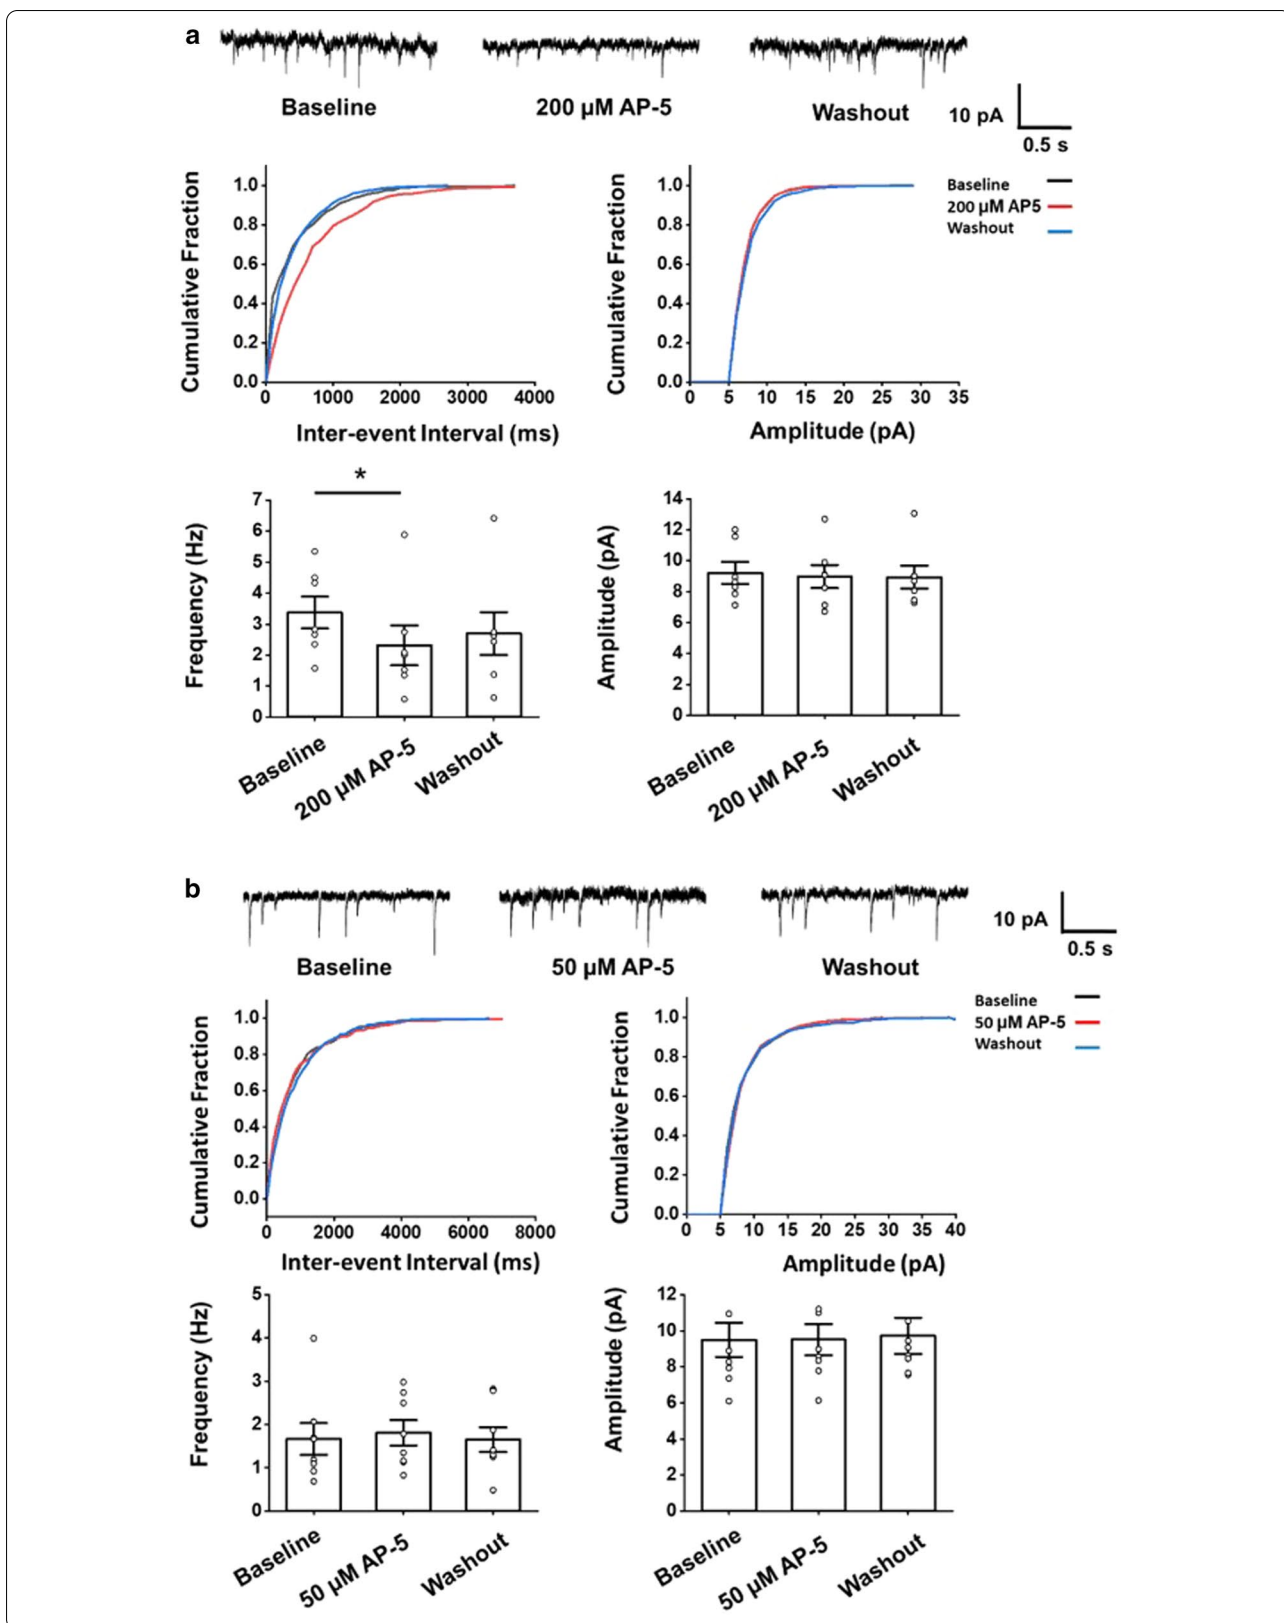 a
Baseline
200 µM AP-5
Washout
10 pA
0.5 s
Cumulative Fraction
1.0
0.8
0.6
0.4
0.2
0.0
0 1000 2000 3000 4000
Inter-event Interval (ms)
Cumulative Fraction
1.0
0.8
0.6
0.4
0.2
0.0
0 5 10 15 20 25 30 35
Amplitude (pA)
Baseline
200 µM AP5
Washout
*
Frequency (Hz)
7
6
5
4
3
2
1
0
Baseline
200 µM AP-5
Washout
Amplitude (pA)
14
12
10
8
6
4
2
0
Baseline
200 µM AP-5
Washout
b
Baseline
50 µM AP-5
Washout
10 pA
0.5 s
Cumulative Fraction
1.0
0.8
0.6
0.4
0.2
0.0
0 2000 4000 6000 8000
Inter-event Interval (ms)
Cumulative Fraction
1.0
0.8
0.6
0.4
0.2
0.0
0 5 10 15 20 25 30 35 40
Amplitude (pA)
Baseline
50 µM AP-5
Washout
Frequency (Hz)
5
4
3
2
1
0
Baseline
50 µM AP-5
Washout
Amplitude (pA)
12
10
8
6
4
2
0
Baseline
50 µM AP-5
Washout